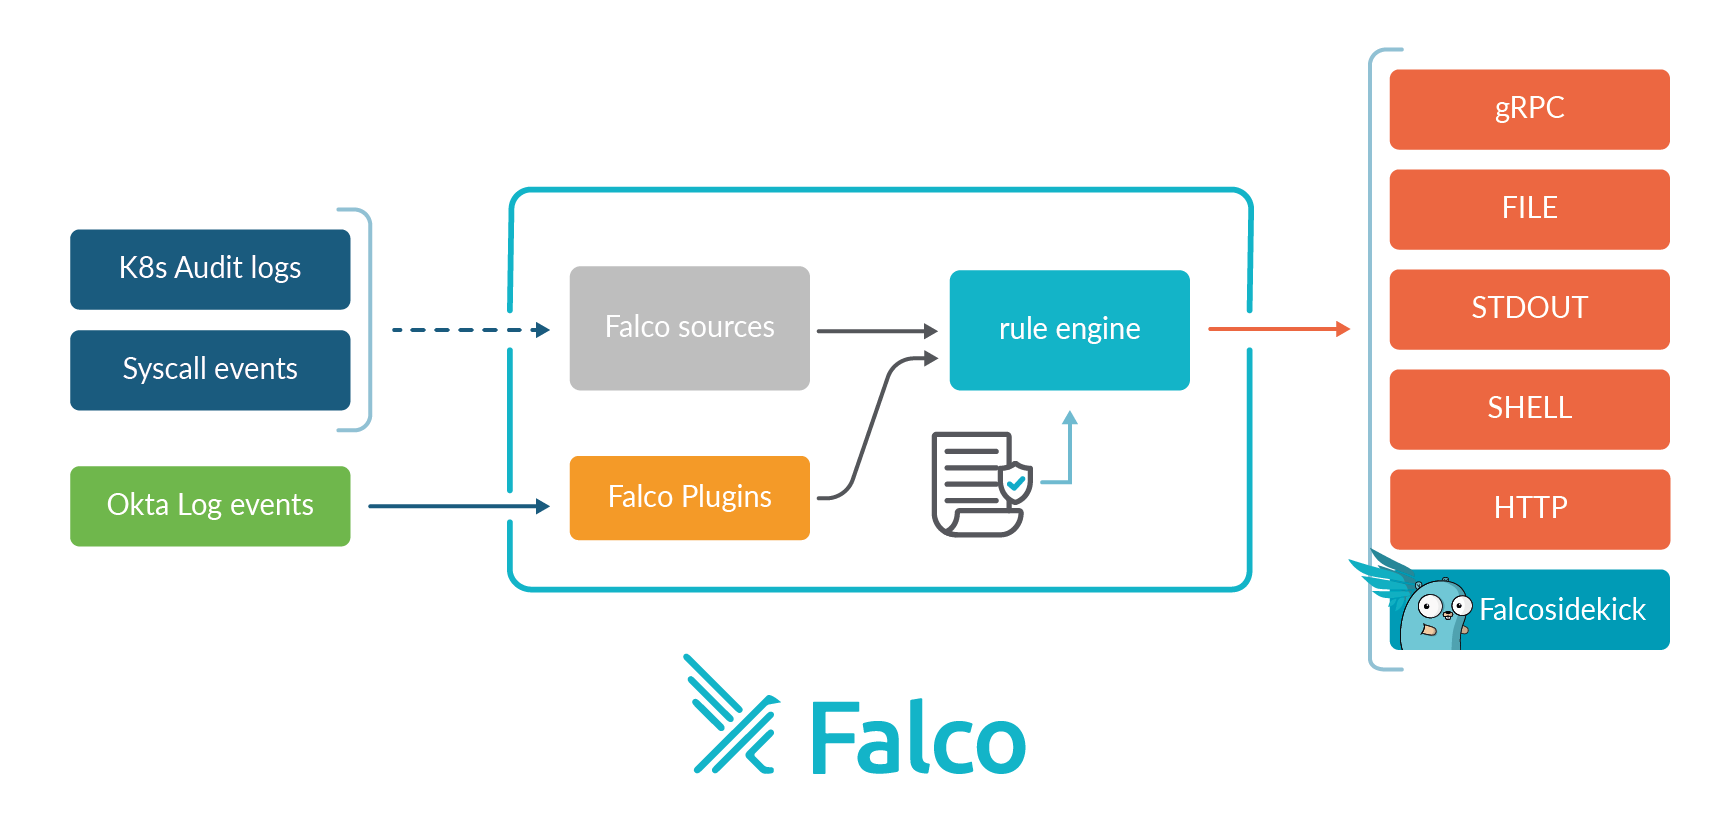 K8s Audit logs
Syscall events
Okta Log events
Falco sources
Falco Plugins
rule engine
gRPC
FILE
STDOUT
SHELL
HTTP
Falcosidekick
Falco